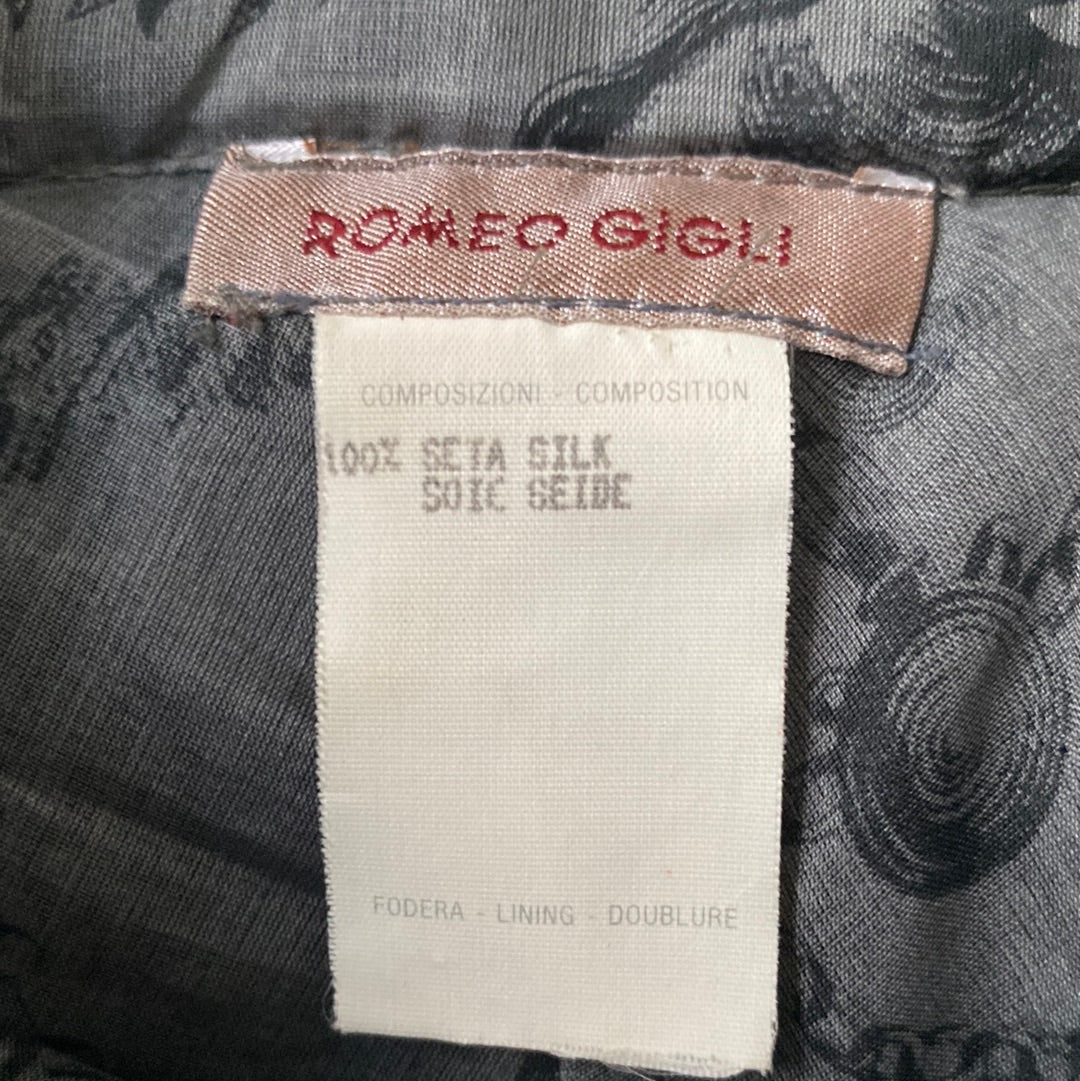 ROMEO GIGLI
COMPOSIZIONI - COMPOSITION
100% SETA SILK
SOIE SEIDE
FODERA - LINING - DOUBLURE